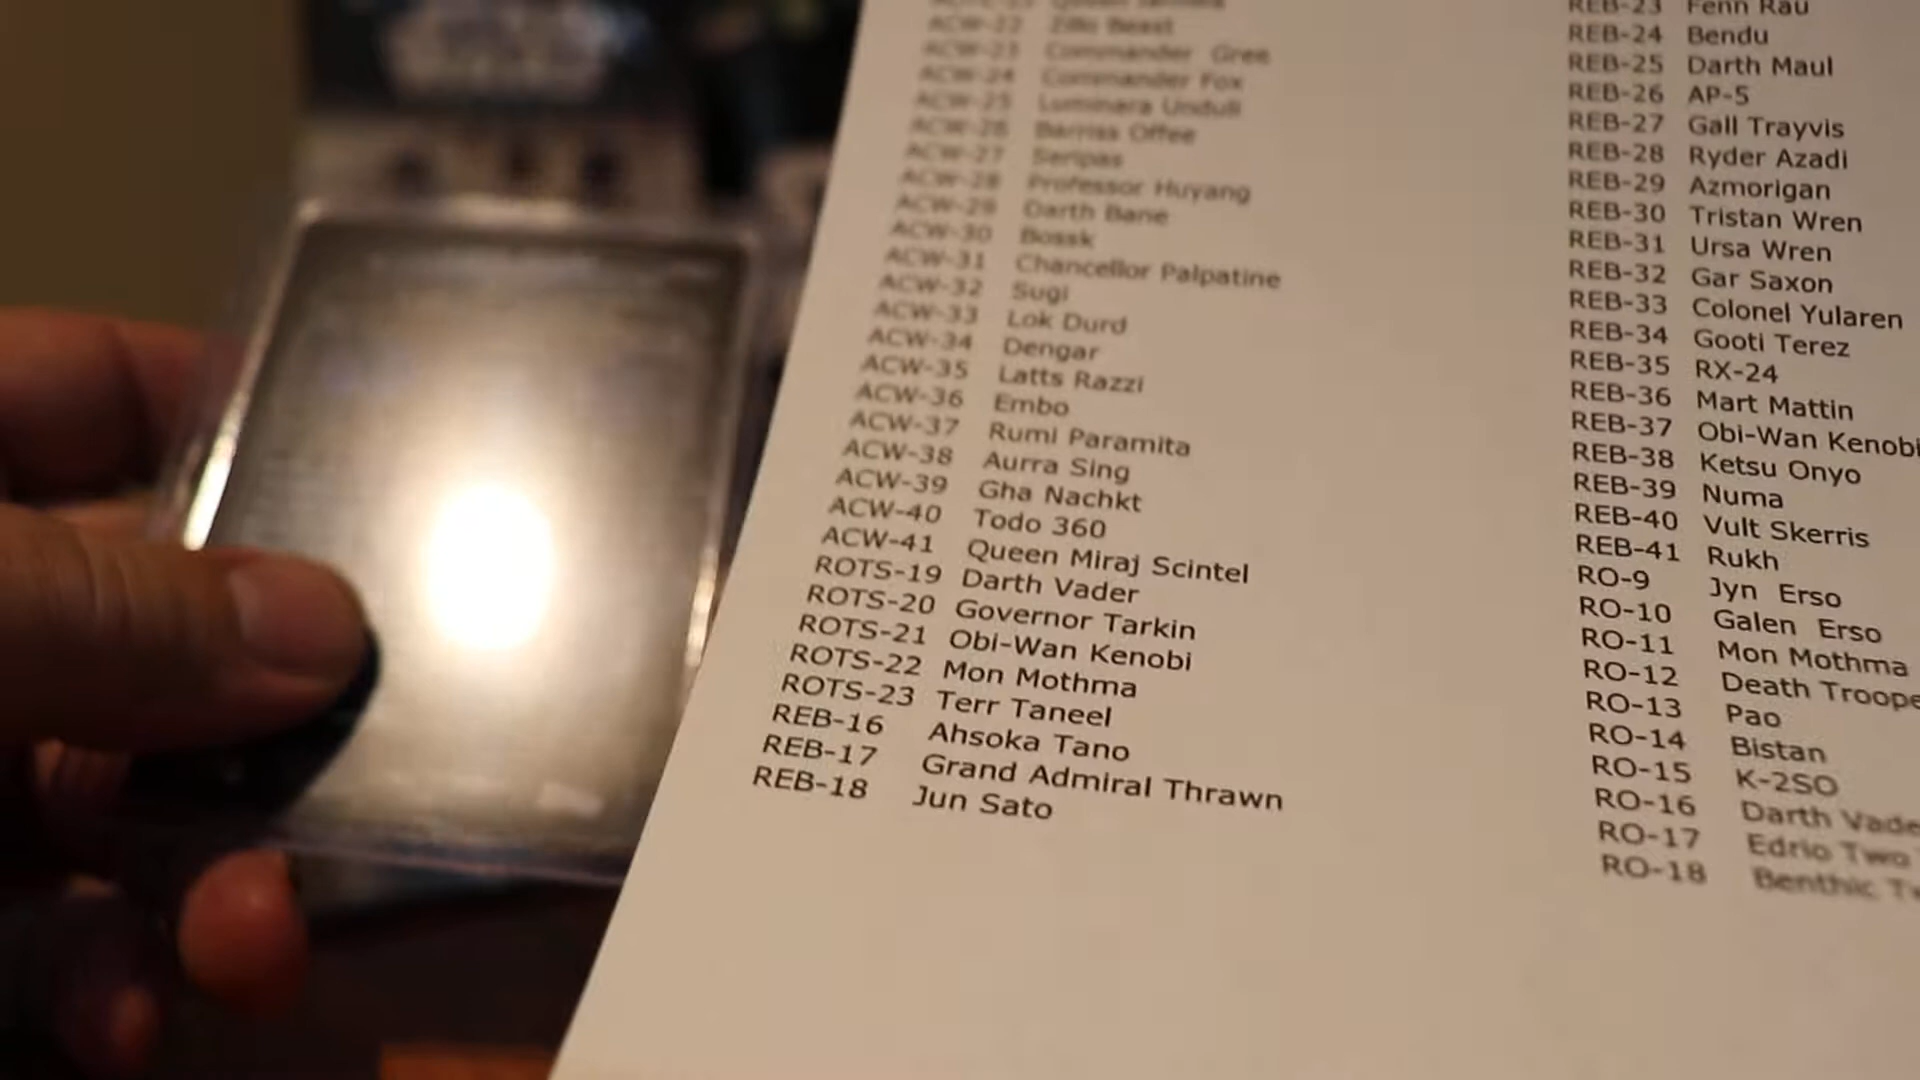 ACW-22 Zillo Beast
ACW-23 Commander Gree
ACW-24 Commander Fox
ACW-25 Luminara Unduli
ACW-26 Barriss Offee
ACW-27 Seripas
ACW-28 Professor Huyang
ACW-29 Darth Bane
ACW-30 Bossk
ACW-31 Chancellor Palpatine
ACW-32 Sugi
ACW-33 Lok Durd
ACW-34 Dengar
ACW-35 Latts Razzi
ACW-36 Embo
ACW-37 Rumi Paramita
ACW-38 Aurra Sing
ACW-39 Gha Nachkt
ACW-40 Todo 360
ACW-41 Queen Miraj Scintel
ROTS-19 Darth Vader
ROTS-20 Governor Tarkin
ROTS-21 Obi-Wan Kenobi
ROTS-22 Mon Mothma
ROTS-23 Terr Taneel
REB-16 Ahsoka Tano
REB-17 Grand Admiral Thrawn
REB-18 Jun Sato
REB-23 Fenn Rau
REB-24 Bendu
REB-25 Darth Maul
REB-26 AP-5
REB-27 Gall Trayvis
REB-28 Ryder Azadi
REB-29 Azmorigan
REB-30 Tristan Wren
REB-31 Ursa Wren
REB-32 Gar Saxon
REB-33 Colonel Yularen
REB-34 Gooti Terez
REB-35 RX-24
REB-36 Mart Mattin
REB-37 Obi-Wan Kenobi
REB-38 Ketsu Onyo
REB-39 Numa
REB-40 Vult Skerris
REB-41 Rukh
RO-9 Jyn Erso
RO-10 Galen Erso
RO-11 Mon Mothma
RO-12 Death Troope
RO-13 Pao
RO-14 Bistan
RO-15 K-2SO
RO-16 Darth Vade
RO-17 Edrio Two
RO-18 Benthic